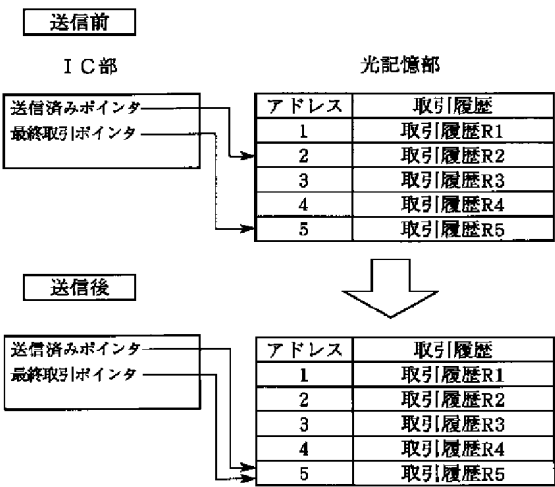 送信前
IC部
光記憶部
送信済みポインタ
最終取引ポインタ
アドレス 取引履歴
1 取引履歴R1
2 取引履歴R2
3 取引履歴R3
4 取引履歴R4
5 取引履歴R5
送信後
送信済みポインタ
最終取引ポインタ
アドレス 取引履歴
1 取引履歴R1
2 取引履歴R2
3 取引履歴R3
4 取引履歴R4
5 取引履歴R5